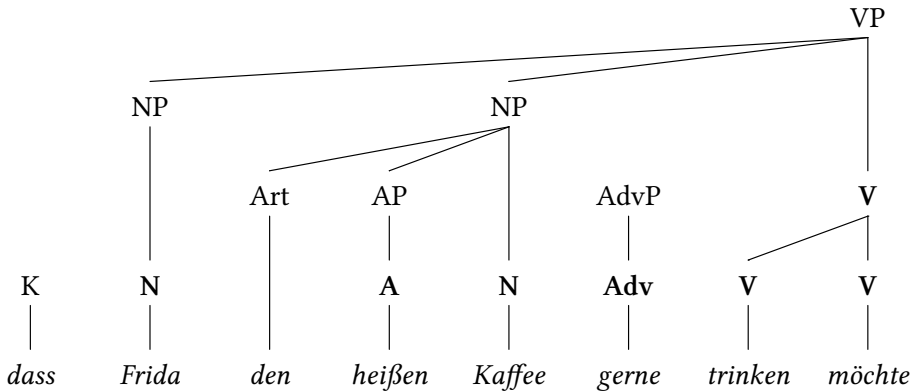 VP
NP NP
Art AP AdvP V
K N A N Adv V V
dass Frida den heißen Kaffee gerne trinken möchte